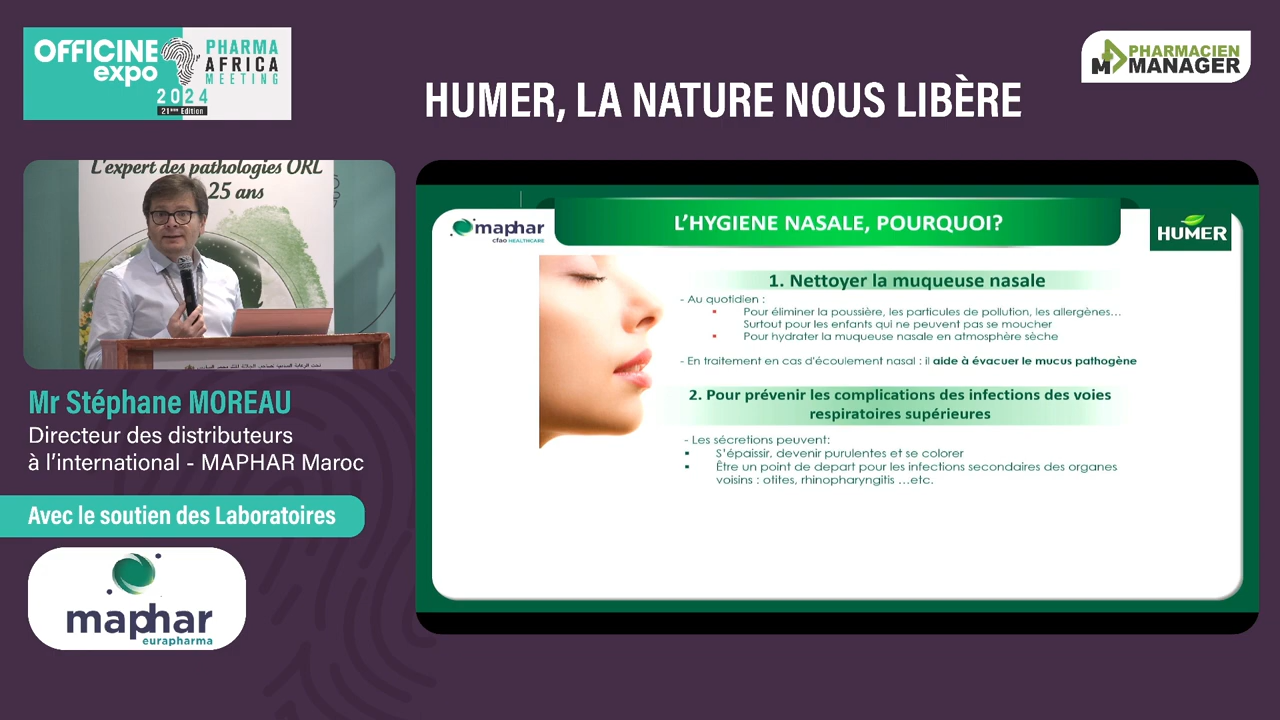 OFFICINE
expo
PHARMA
AFRICA
MEETING
2024
21ème Edition
HUMER, LA NATURE NOUS LIBÈRE
PHARMACIEN
MANAGER
L'expert des pathologies ORL
25 ans
Mr Stéphane MOREAU
Directeur des distributeurs
à l'international - MAPHAR Maroc
Avec le soutien des Laboratoires
maphar
eurapharma
maphar
cfao HEALTHCARE
L'HYGIENE NASALE, POURQUOI?
HUMER
1. Nettoyer la muqueuse nasale
- Au quotidien :
Pour éliminer la poussière, les particules de pollution, les allergènes…
Surtout pour les enfants qui ne peuvent pas se moucher
Pour hydrater la muqueuse nasale en atmosphère sèche
- En traitement en cas d'écoulement nasal : il aide à évacuer le mucus pathogène
2. Pour prévenir les complications des infections des voies
respiratoires supérieures
- Les sécretions peuvent:
S'épaissir, devenir purulentes et se colorer
Être un point de depart pour les infections secondaires des organes
voisins : otites, rhinopharyngitis …etc.